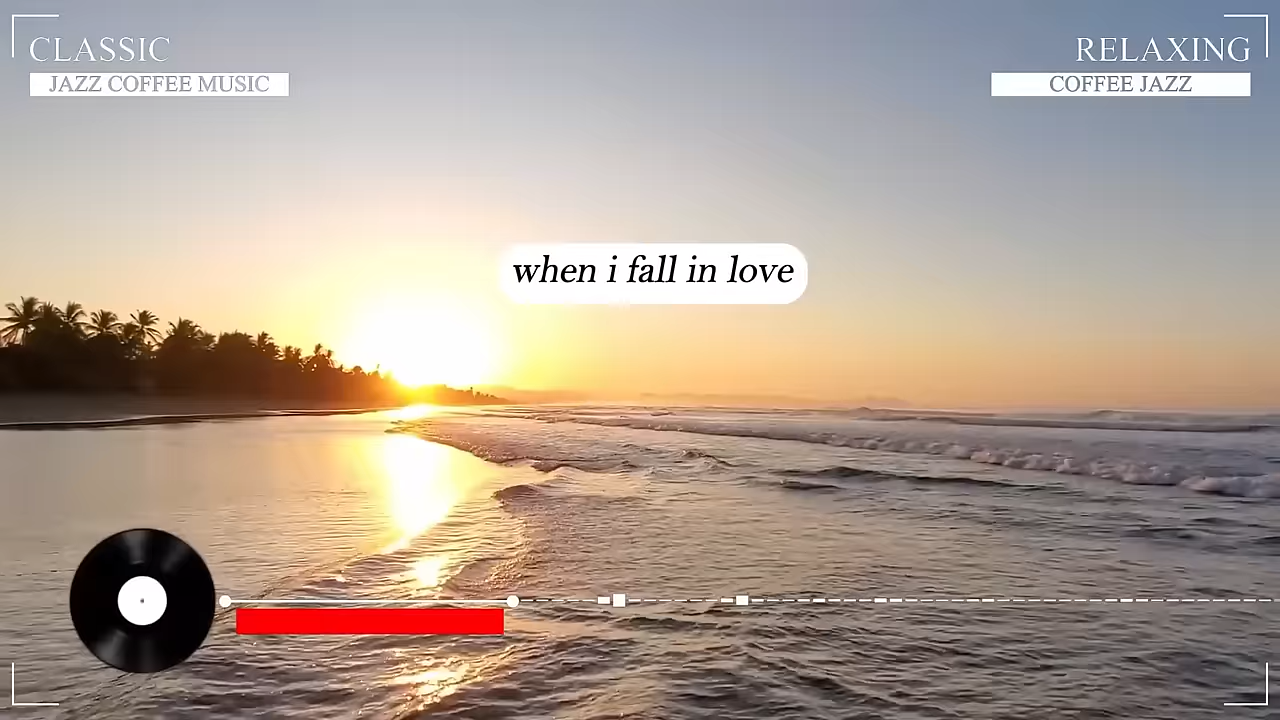 CLASSIC
JAZZ COFFEE MUSIC
RELAXING
COFFEE JAZZ
when i fall in love